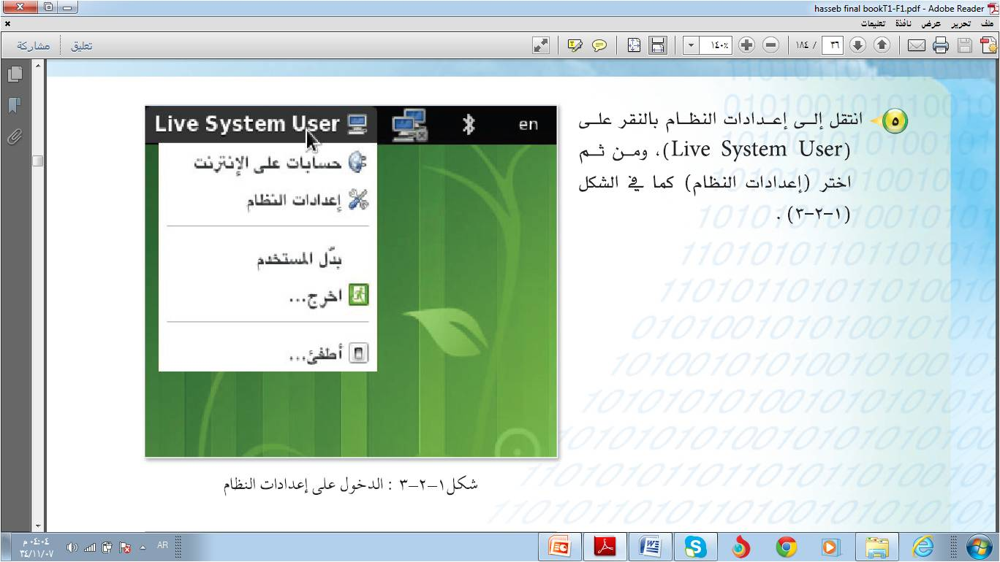 hasseb final bookT1-F1.pdf - Adobe Reader
ملف تحرير عرض نافذة تعليمات
٣٦ / ١٨٤ ١٤٠٪ تعليق مشاركة
٥ انتقل إلى إعدادات النظام بالنقر على
(Live System User)، ومن ثم
اختر (إعدادات النظام) كما في الشكل
(١-٢-٣) .
Live System User en
حسابات على الإنترنت
إعدادات النظام
بدّل المستخدم
اخرج...
أطفئ...
شكل١-٢-٣ : الدخول على إعدادات النظام
AR
٠٤:٠٤ م
٣٤/١١/٠٧